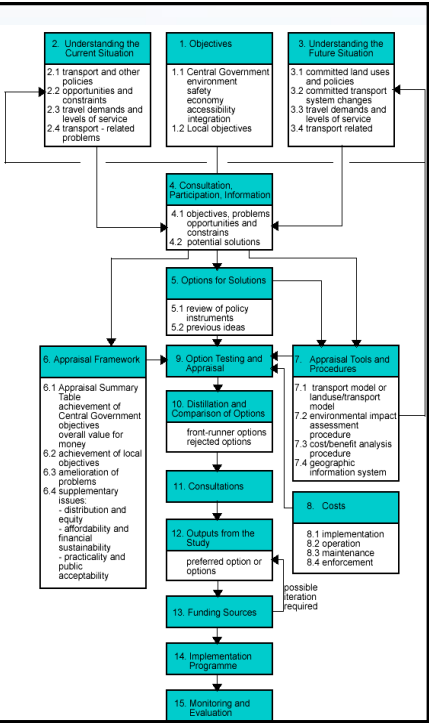 2. Understanding the
Current Situation
2.1 transport and other
policies
2.2 opportunities and
constraints
2.3 travel demands and
levels of service
2.4 transport - related
problems
1. Objectives
1.1 Central Government
environment
safety
economy
accessibility
integration
1.2 Local objectives
3. Understanding the
Future Situation
3.1 committed land uses
and policies
3.2 committed transport
system changes
3.3 travel demands and
levels of service
3.4 transport related
4. Consultation,
Participation, Information
4.1 objectives, problems
opportunities and
constrains
4.2 potential solutions
5. Options for Solutions
5.1 review of policy
instruments
5.2 previous ideas
6. Appraisal Framework
6.1 Appraisal Summary
Table
achievement of
Central Government
objectives
overall value for
money
6.2 achievement of local
objectives
6.3 amelioration of
problems
6.4 supplementary
issues:
- distribution and
equity
- affordability and
financial
sustainability
- practicality and
public
acceptability
9. Option Testing and
Appraisal
7. Appraisal Tools and
Procedures
7.1 transport model or
landuse/transport
model
7.2 environmental impact
assessment
procedure
7.3 cost/benefit analysis
procedure
7.4 geographic
information system
10. Distillation and
Comparison of Options
front-runner options
rejected options
11. Consultations
8. Costs
8.1 implementation
8.2 operation
8.3 maintenance
8.4 enforcement
12. Outputs from the
Study
preferred option or
options
possible
iteration
required
13. Funding Sources
14. Implementation
Programme
15. Monitoring and
Evaluation